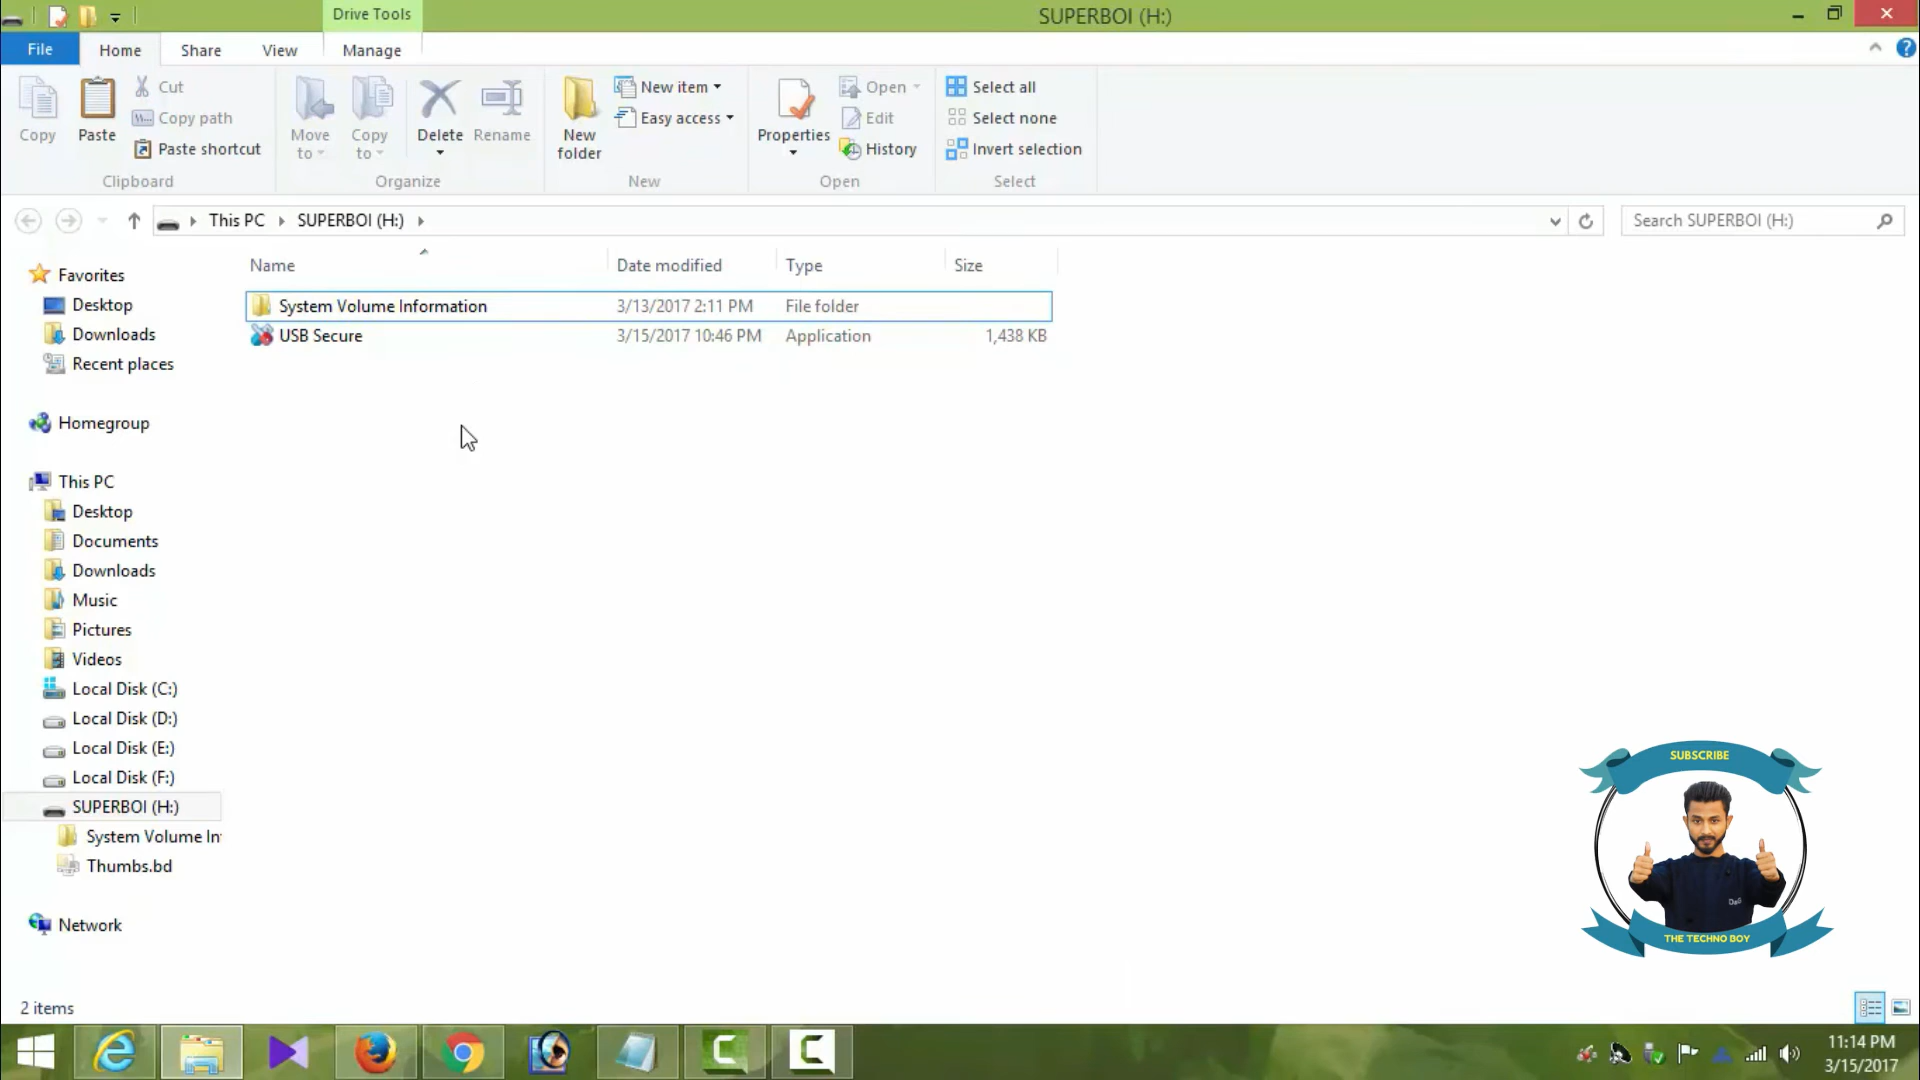 Drive Tools
SUPERBOI (H:)
File
Home
Share
View
Manage
Copy
Paste
Cut
Copy path
Paste shortcut
Clipboard
Move to
Copy to
Delete
Rename
Organize
New folder
New item
Easy access
New
Properties
Open
Edit
History
Open
Select all
Select none
Invert selection
Select
This PC
SUPERBOI (H:)
Search SUPERBOI (H:)
Name
Date modified
Type
Size
System Volume Information 3/13/2017 2:11 PM File folder
USB Secure 3/15/2017 10:46 PM Application 1,438 KB
Favorites
Desktop
Downloads
Recent places
Homegroup
This PC
Desktop
Documents
Downloads
Music
Pictures
Videos
Local Disk (C:)
Local Disk (D:)
Local Disk (E:)
Local Disk (F:)
SUPERBOI (H:)
System Volume In
Thumbs.bd
Network
SUBSCRIBE
D&G
THE TECHNO BOY
2 items
11:14 PM
3/15/2017